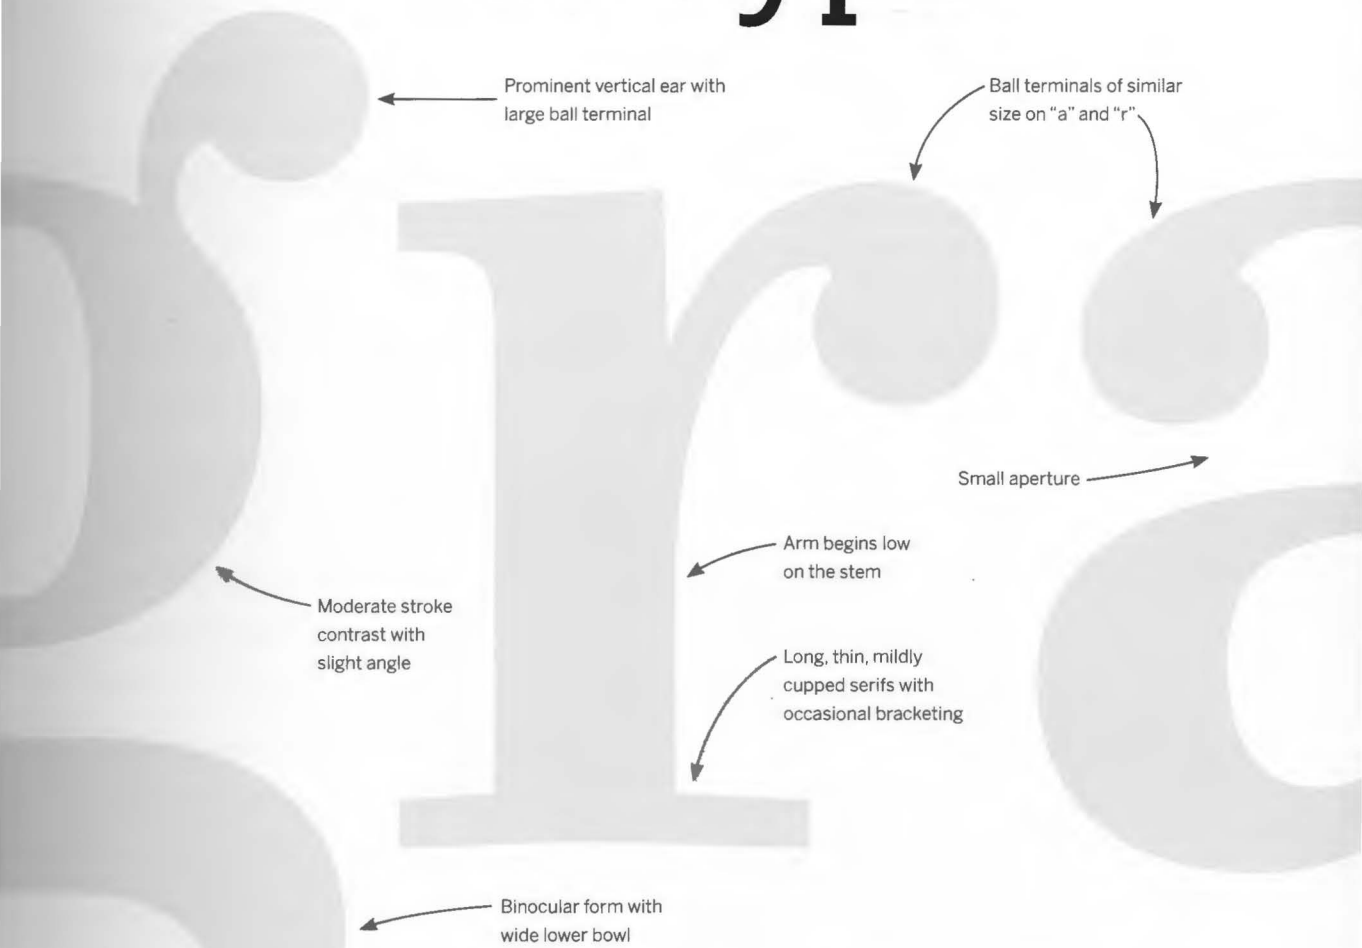 Prominent vertical ear with
large ball terminal
Ball terminals of similar
size on “a” and “r”
Small aperture
Arm begins low
on the stem
Moderate stroke
contrast with
slight angle
Long, thin, mildly
cupped serifs with
occasional bracketing
Binocular form with
wide lower bowl
g r a